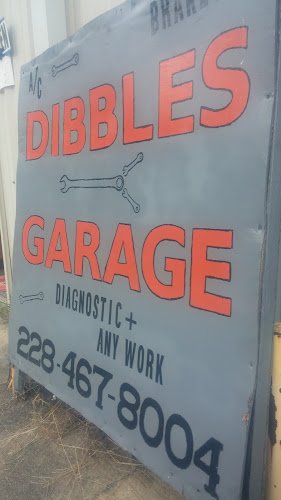 A/C
DIBBLES
GARAGE
DIAGNOSTIC +
ANY WORK
228-467-8004